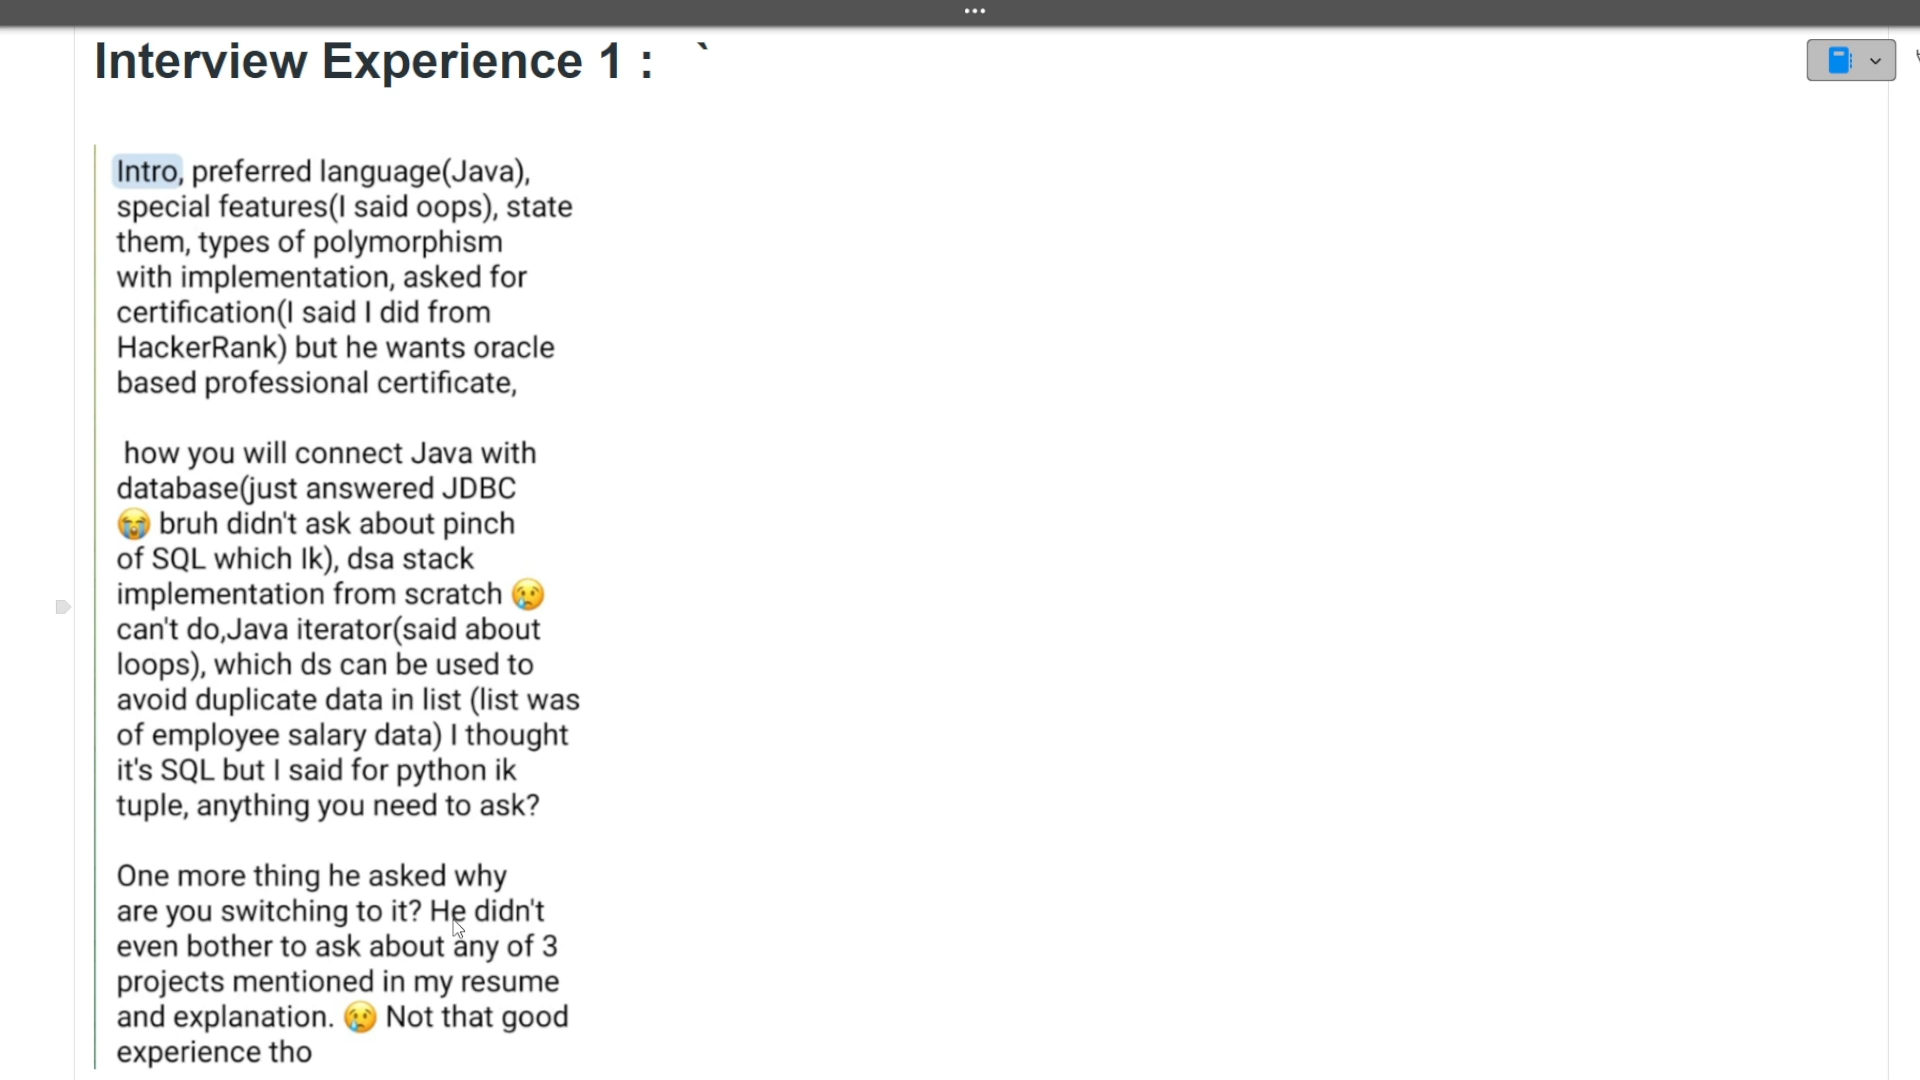 •••
Interview Experience 1 : `
Intro, preferred language(Java),
special features(I said oops), state
them, types of polymorphism
with implementation, asked for
certification(I said I did from
HackerRank) but he wants oracle
based professional certificate,
how you will connect Java with
database(just answered JDBC
😭 bruh didn't ask about pinch
of SQL which Ik), dsa stack
implementation from scratch 😢
can't do,Java iterator(said about
loops), which ds can be used to
avoid duplicate data in list (list was
of employee salary data) I thought
it's SQL but I said for python ik
tuple, anything you need to ask?
One more thing he asked why
are you switching to it? He didn't
even bother to ask about any of 3
projects mentioned in my resume
and explanation. 😢 Not that good
experience tho